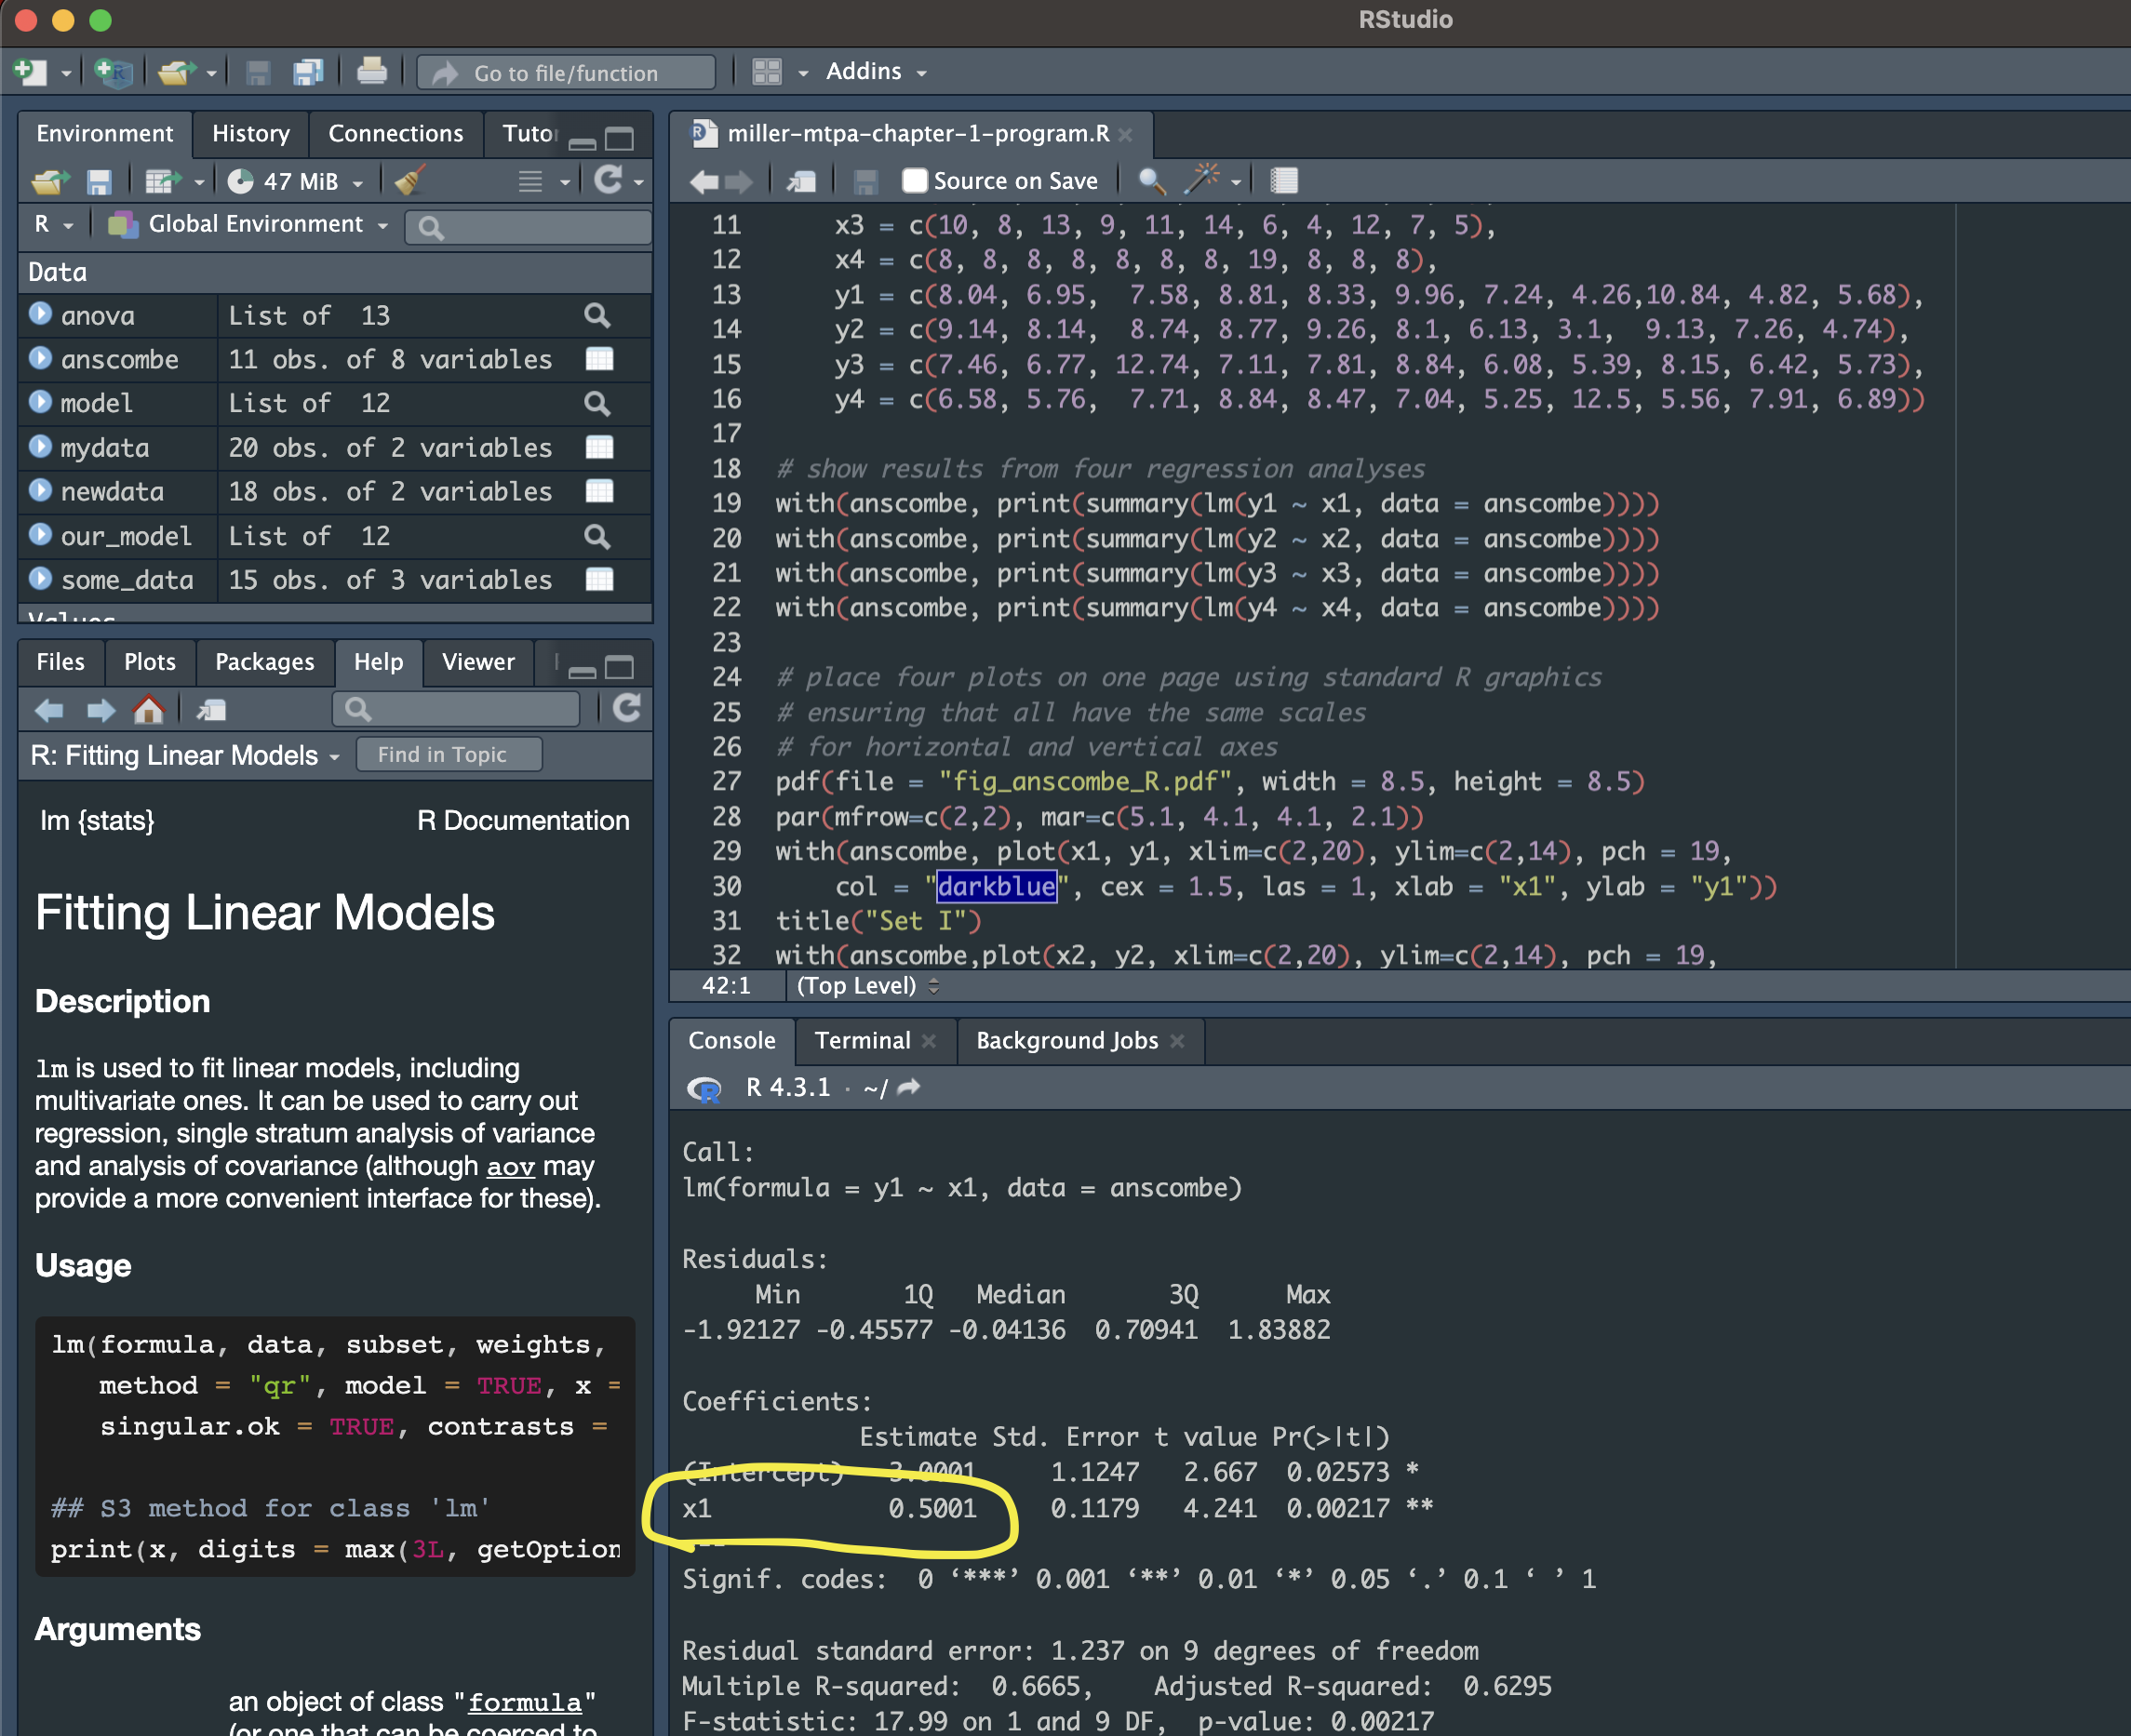 RStudio
Go to file/function
Addins
Environment History Connections Tuto
47 MiB
R Global Environment
Data
anova List of 13
anscombe 11 obs. of 8 variables
model List of 12
mydata 20 obs. of 2 variables
newdata 18 obs. of 2 variables
our_model List of 12
some_data 15 obs. of 3 variables
Values
Files Plots Packages Help Viewer
R: Fitting Linear Models Find in Topic
lm {stats} R Documentation
Fitting Linear Models
Description
lm is used to fit linear models, including
multivariate ones. It can be used to carry out
regression, single stratum analysis of variance
and analysis of covariance (although aov may
provide a more convenient interface for these).
Usage
lm(formula, data, subset, weights,
method = "qr", model = TRUE, x =
singular.ok = TRUE, contrasts =
## S3 method for class 'lm'
print(x, digits = max(3L, getOption
Arguments
an object of class "formula"
(or one that can be coerced to
miller-mtpa-chapter-1-program.R
Source on Save
11 x3 = c(10, 8, 13, 9, 11, 14, 6, 4, 12, 7, 5),
12 x4 = c(8, 8, 8, 8, 8, 8, 8, 19, 8, 8, 8),
13 y1 = c(8.04, 6.95,  7.58, 8.81, 8.33, 9.96, 7.24, 4.26,10.84, 4.82, 5.68),
14 y2 = c(9.14, 8.14,  8.74, 8.77, 9.26, 8.1, 6.13, 3.1,  9.13, 7.26, 4.74),
15 y3 = c(7.46, 6.77, 12.74, 7.11, 7.81, 8.84, 6.08, 5.39, 8.15, 6.42, 5.73),
16 y4 = c(6.58, 5.76,  7.71, 8.84, 8.47, 7.04, 5.25, 12.5, 5.56, 7.91, 6.89))
17
18 # show results from four regression analyses
19 with(anscombe, print(summary(lm(y1 ~ x1, data = anscombe))))
20 with(anscombe, print(summary(lm(y2 ~ x2, data = anscombe))))
21 with(anscombe, print(summary(lm(y3 ~ x3, data = anscombe))))
22 with(anscombe, print(summary(lm(y4 ~ x4, data = anscombe))))
23
24 # place four plots on one page using standard R graphics
25 # ensuring that all have the same scales
26 # for horizontal and vertical axes
27 pdf(file = "fig_anscombe_R.pdf", width = 8.5, height = 8.5)
28 par(mfrow=c(2,2), mar=c(5.1, 4.1, 4.1, 2.1))
29 with(anscombe, plot(x1, y1, xlim=c(2,20), ylim=c(2,14), pch = 19,
30 col = "darkblue", cex = 1.5, las = 1, xlab = "x1", ylab = "y1"))
31 title("Set I")
32 with(anscombe,plot(x2, y2, xlim=c(2,20), ylim=c(2,14), pch = 19,
42:1 (Top Level)
Console Terminal Background Jobs
R 4.3.1 · ~/
Call:
lm(formula = y1 ~ x1, data = anscombe)
Residuals:
Min 1Q Median 3Q Max
-1.92127 -0.45577 -0.04136 0.70941 1.83882
Coefficients:
Estimate Std. Error t value Pr(>|t|)
(Intercept) 3.0001 1.1247 2.667 0.02573 *
x1 0.5001 0.1179 4.241 0.00217 **
---
Signif. codes:  0 ‘***’ 0.001 ‘**’ 0.01 ‘*’ 0.05 ‘.’ 0.1 ‘ ’ 1
Residual standard error: 1.237 on 9 degrees of freedom
Multiple R-squared:  0.6665, Adjusted R-squared:  0.6295
F-statistic: 17.99 on 1 and 9 DF,  p-value: 0.00217